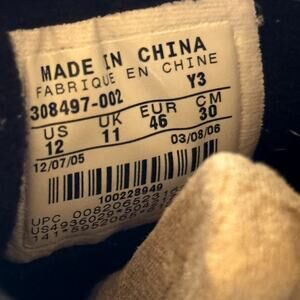 MADE IN CHINA
FABRIQUE EN CHINE
308497-002 Y3
US UK EUR CM
12 11 46 30
12/07/05 03/08/06
100228949
UPC